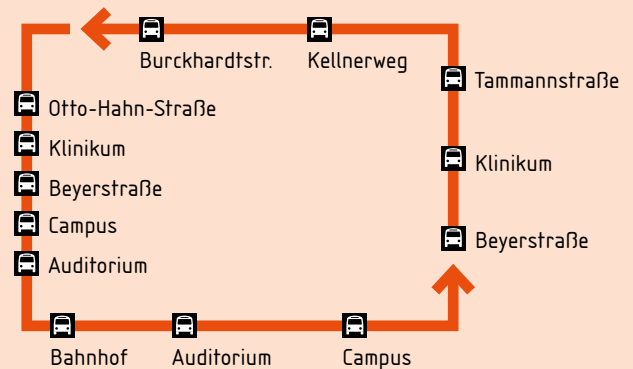 Burckhardtstr.
Kellnerweg
Tammannstraße
Otto-Hahn-Straße
Klinikum
Klinikum
Beyerstraße
Campus
Beyerstraße
Auditorium
Bahnhof
Auditorium
Campus